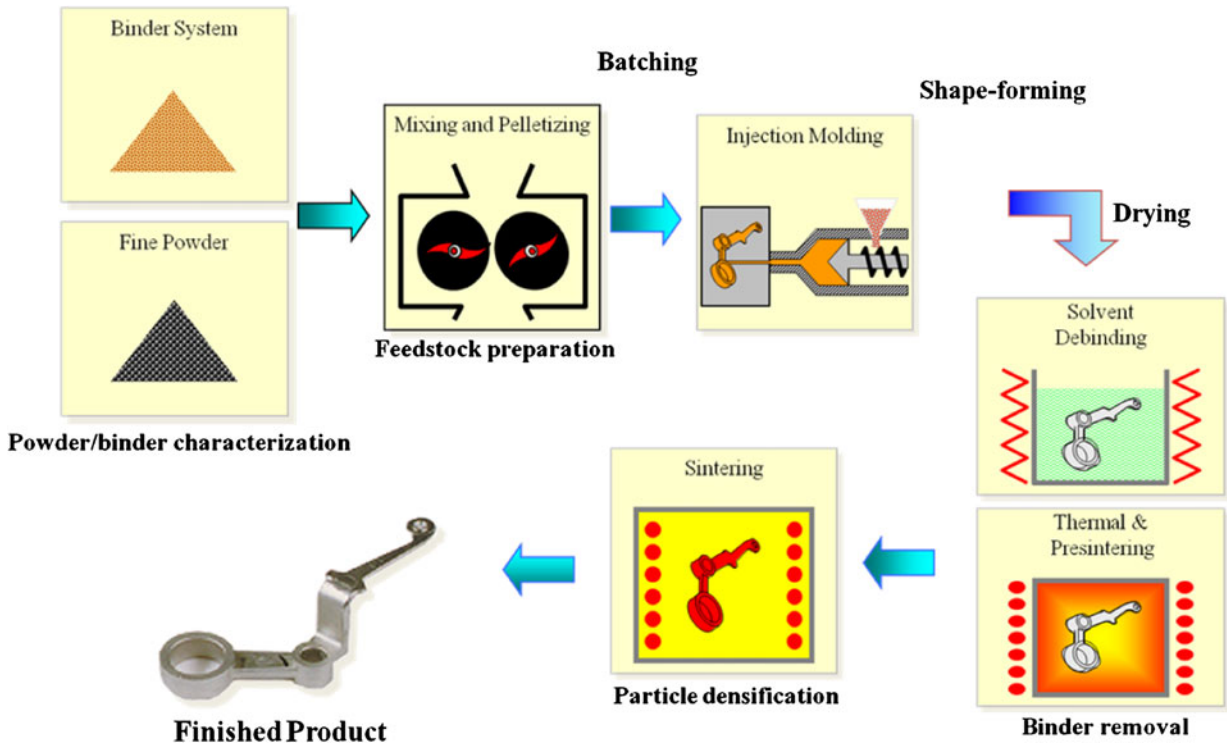 Binder System
Fine Powder
Powder/binder characterization
Mixing and Pelletizing
Feedstock preparation
Batching
Injection Molding
Shape-forming
Drying
Solvent
Debinding
Thermal &
Presintering
Binder removal
Sintering
Particle densification
Finished Product